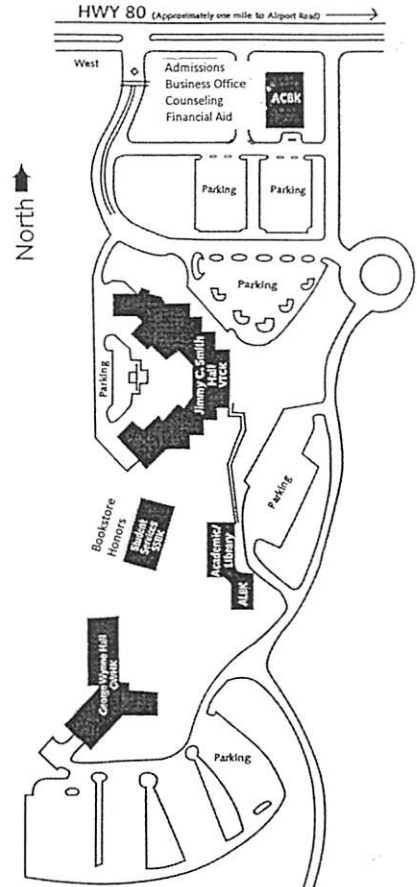 HWY 80 (Approximately one mile to Airport Road)
West
Admissions
Business Office
Counseling
Financial Aid
ACBK
North
Parking
Parking
Parking
Parking
Jimmy C. Smith
Hall
VTCK
Parking
Bookstore
Honors
Student
Services
SSBK
Academic/
Library
ALBK
George Wynne Hall
GWHK
Parking